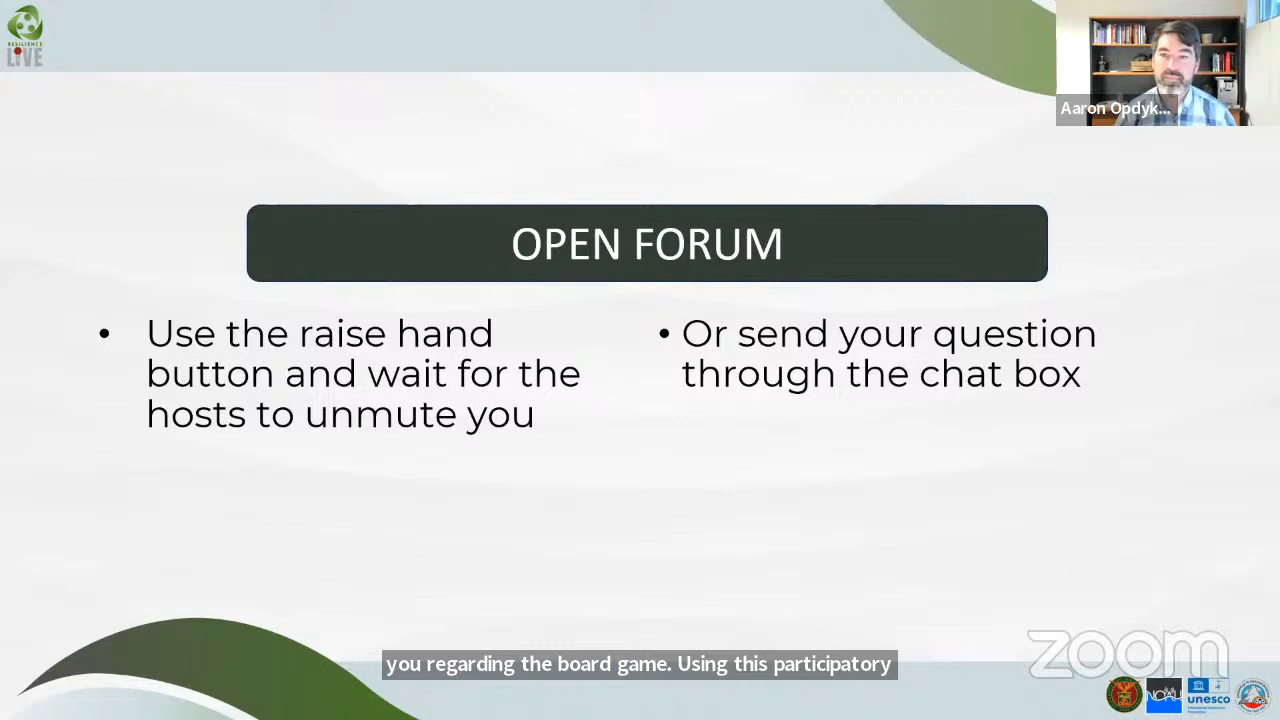 RESILIENCE
LIVE
Aaron Opdyk...
OPEN FORUM
• Use the raise hand
button and wait for the
hosts to unmute you
• Or send your question
through the chat box
you regarding the board game. Using this participatory
zoom
NOAH
unesco